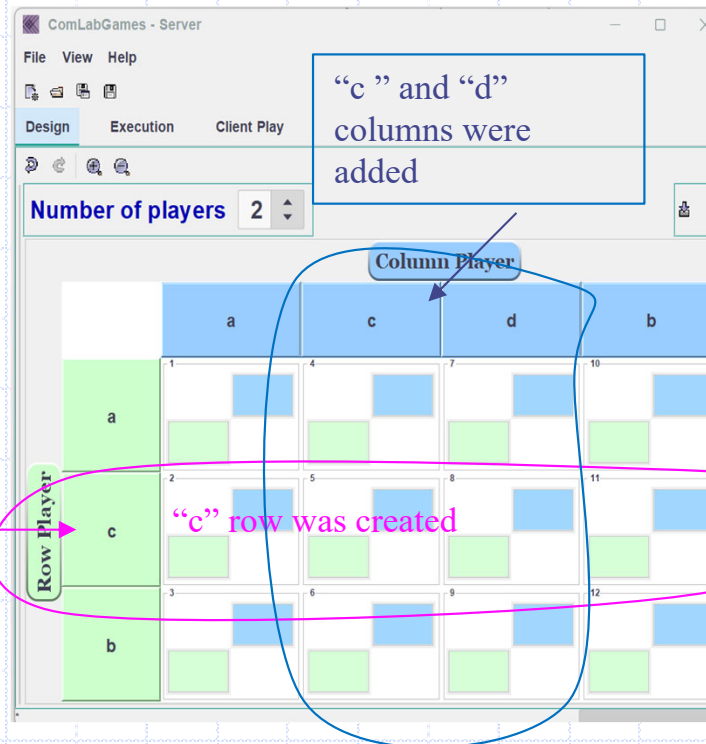 ComLabGames - Server
File View Help
Design Execution Client Play
“c ” and “d”
columns were
added
Number of players 2
Column Player
a c d b
1 4 7 10
a
2 5 8 11
Row Player
c
“c” row was created
3 6 9 12
b